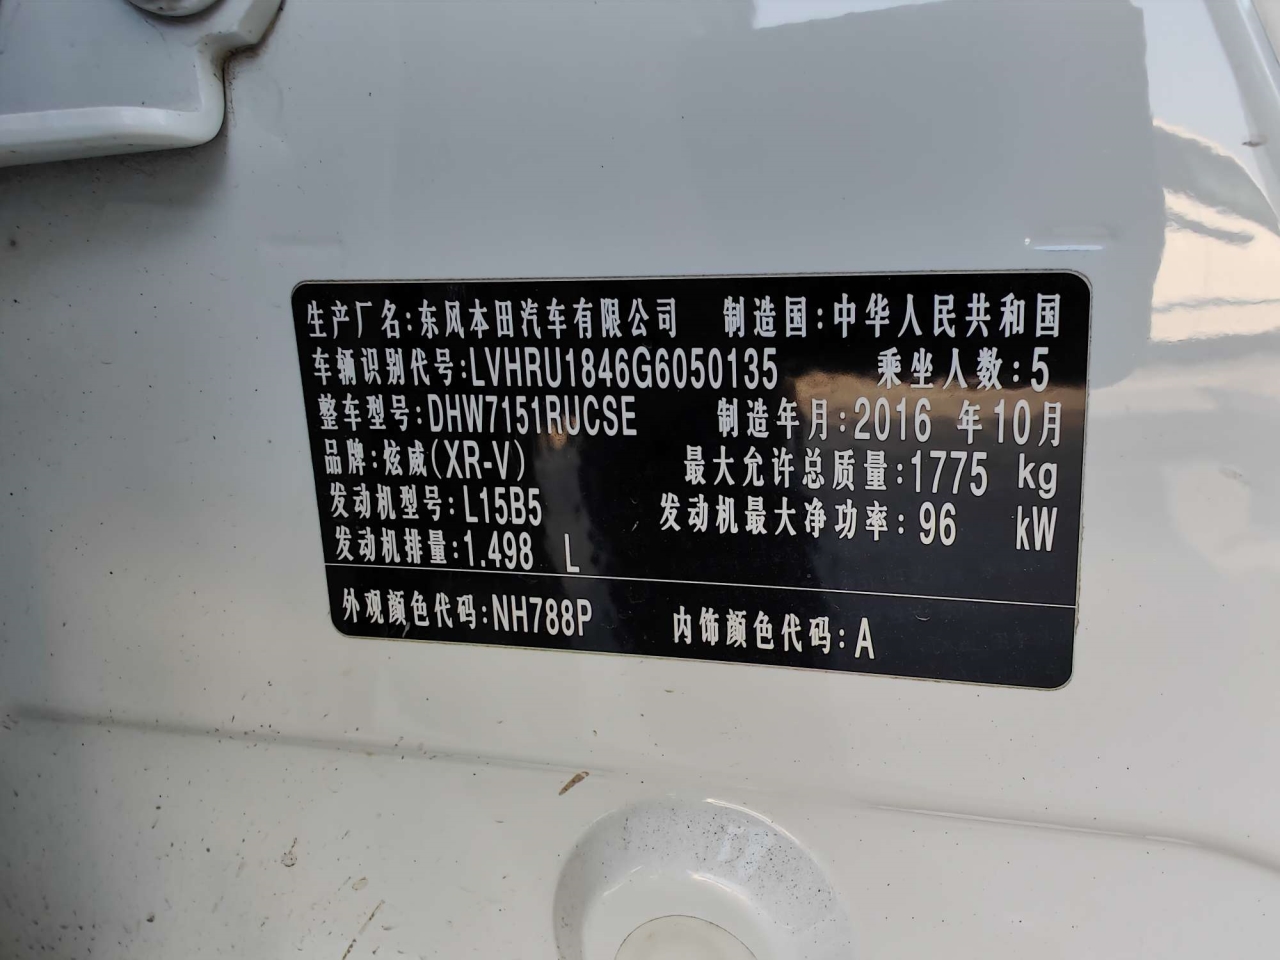 生产厂名:东风本田汽车有限公司 制造国:中华人民共和国
车辆识别代号:LVHRU1846G6050135 乘坐人数:5
整车型号:DHW7151RUCSE 制造年月:2016 年10月
品牌:炫威(XR-V) 最大允许总质量:1775 kg
发动机型号:L15B5 发动机最大净功率:96 kW
发动机排量:1.498 L
外观颜色代码:NH788P 内饰颜色代码:A